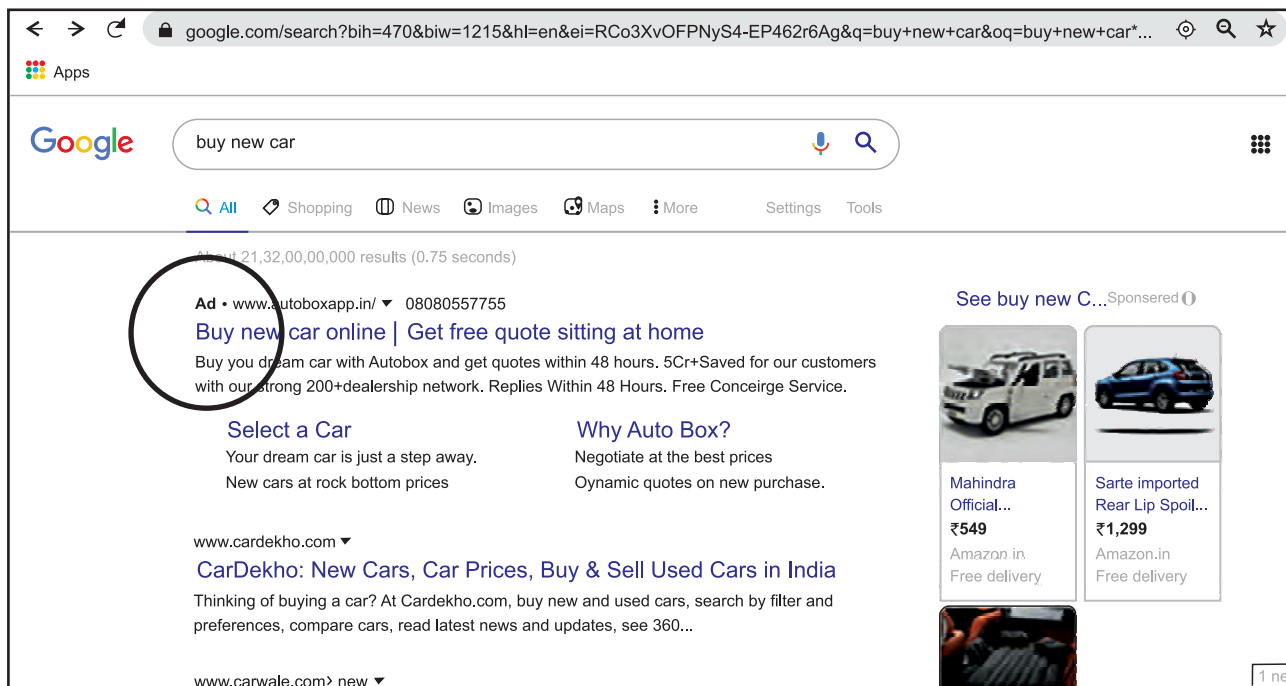 google.com/search?bih=470&biw=1215&hl=en&ei=RCo3XvOFPNyS4-EP462r6Ag&q=buy+new+car&oq=buy+new+car*...
Apps
Google
buy new car
All Shopping News Images Maps More Settings Tools
About 21,32,00,00,000 results (0.75 seconds)
Ad • www.autoboxapp.in/ 08080557755
Buy new car online | Get free quote sitting at home
Buy you dream car with Autobox and get quotes within 48 hours. 5Cr+Saved for our customers
with our strong 200+dealership network. Replies Within 48 Hours. Free Conceirge Service.
Select a Car
Your dream car is just a step away.
New cars at rock bottom prices
Why Auto Box?
Negotiate at the best prices
Oynamic quotes on new purchase.
www.cardekho.com
CarDekho: New Cars, Car Prices, Buy & Sell Used Cars in India
Thinking of buying a car? At Cardekho.com, buy new and used cars, search by filter and
preferences, compare cars, read latest news and updates, see 360...
www.carwale.com› new
See buy new C... Sponsered
Mahindra
Official...
₹549
Amazon.in
Free delivery
Sarte imported
Rear Lip Spoil...
₹1,299
Amazon.in
Free delivery
1 ne